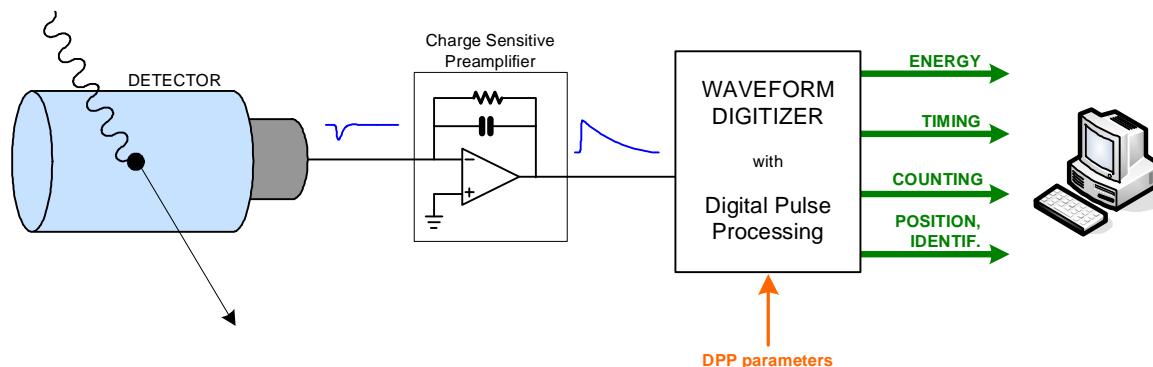 DETECTOR
Charge Sensitive
Preamplifier
WAVEFORM
DIGITIZER
with
Digital Pulse
Processing
ENERGY
TIMING
COUNTING
POSITION,
IDENTIF.
DPP parameters